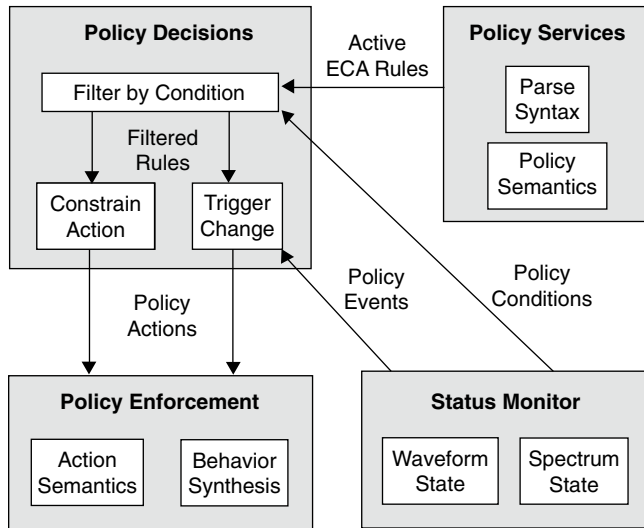 Policy Decisions
Filter by Condition
Filtered
Rules
Constrain
Action
Trigger
Change
Active
ECA Rules
Policy Services
Parse
Syntax
Policy
Semantics
Policy
Actions
Policy
Events
Policy
Conditions
Policy Enforcement
Action
Semantics
Behavior
Synthesis
Status Monitor
Waveform
State
Spectrum
State